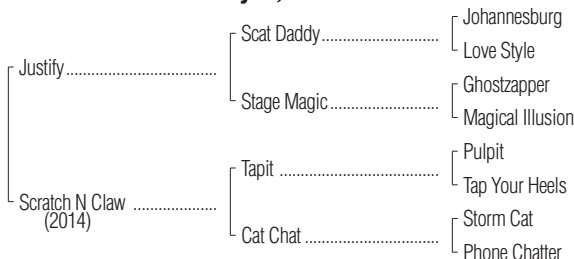 Johannesburg
Scat Daddy
Love Style
Justify
Ghostzapper
Stage Magic
Magical Illusion
Pulpit
Tapit
Tap Your Heels
Scratch N Claw
(2014)
Storm Cat
Cat Chat
Phone Chatter